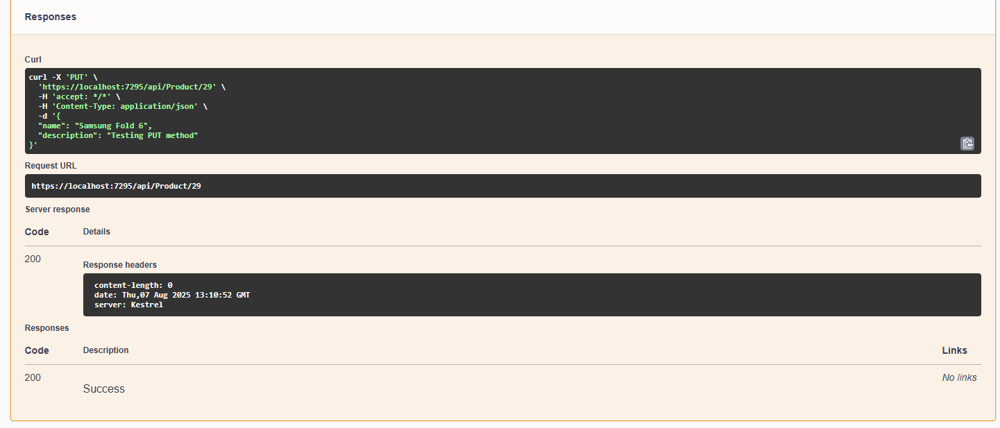 Responses
Curl
curl -X 'PUT' \
'https://localhost:7295/api/Product/29' \
-H 'accept: */*' \
-H 'Content-Type: application/json' \
-d '{
"name": "Samsung Fold 6",
"description": "Testing PUT method"
}'
Request URL
https://localhost:7295/api/Product/29
Server response
Code Details
200
Response headers
content-length: 0
date: Thu,07 Aug 2025 13:10:52 GMT
server: Kestrel
Responses
Code Description Links
200 No links
Success